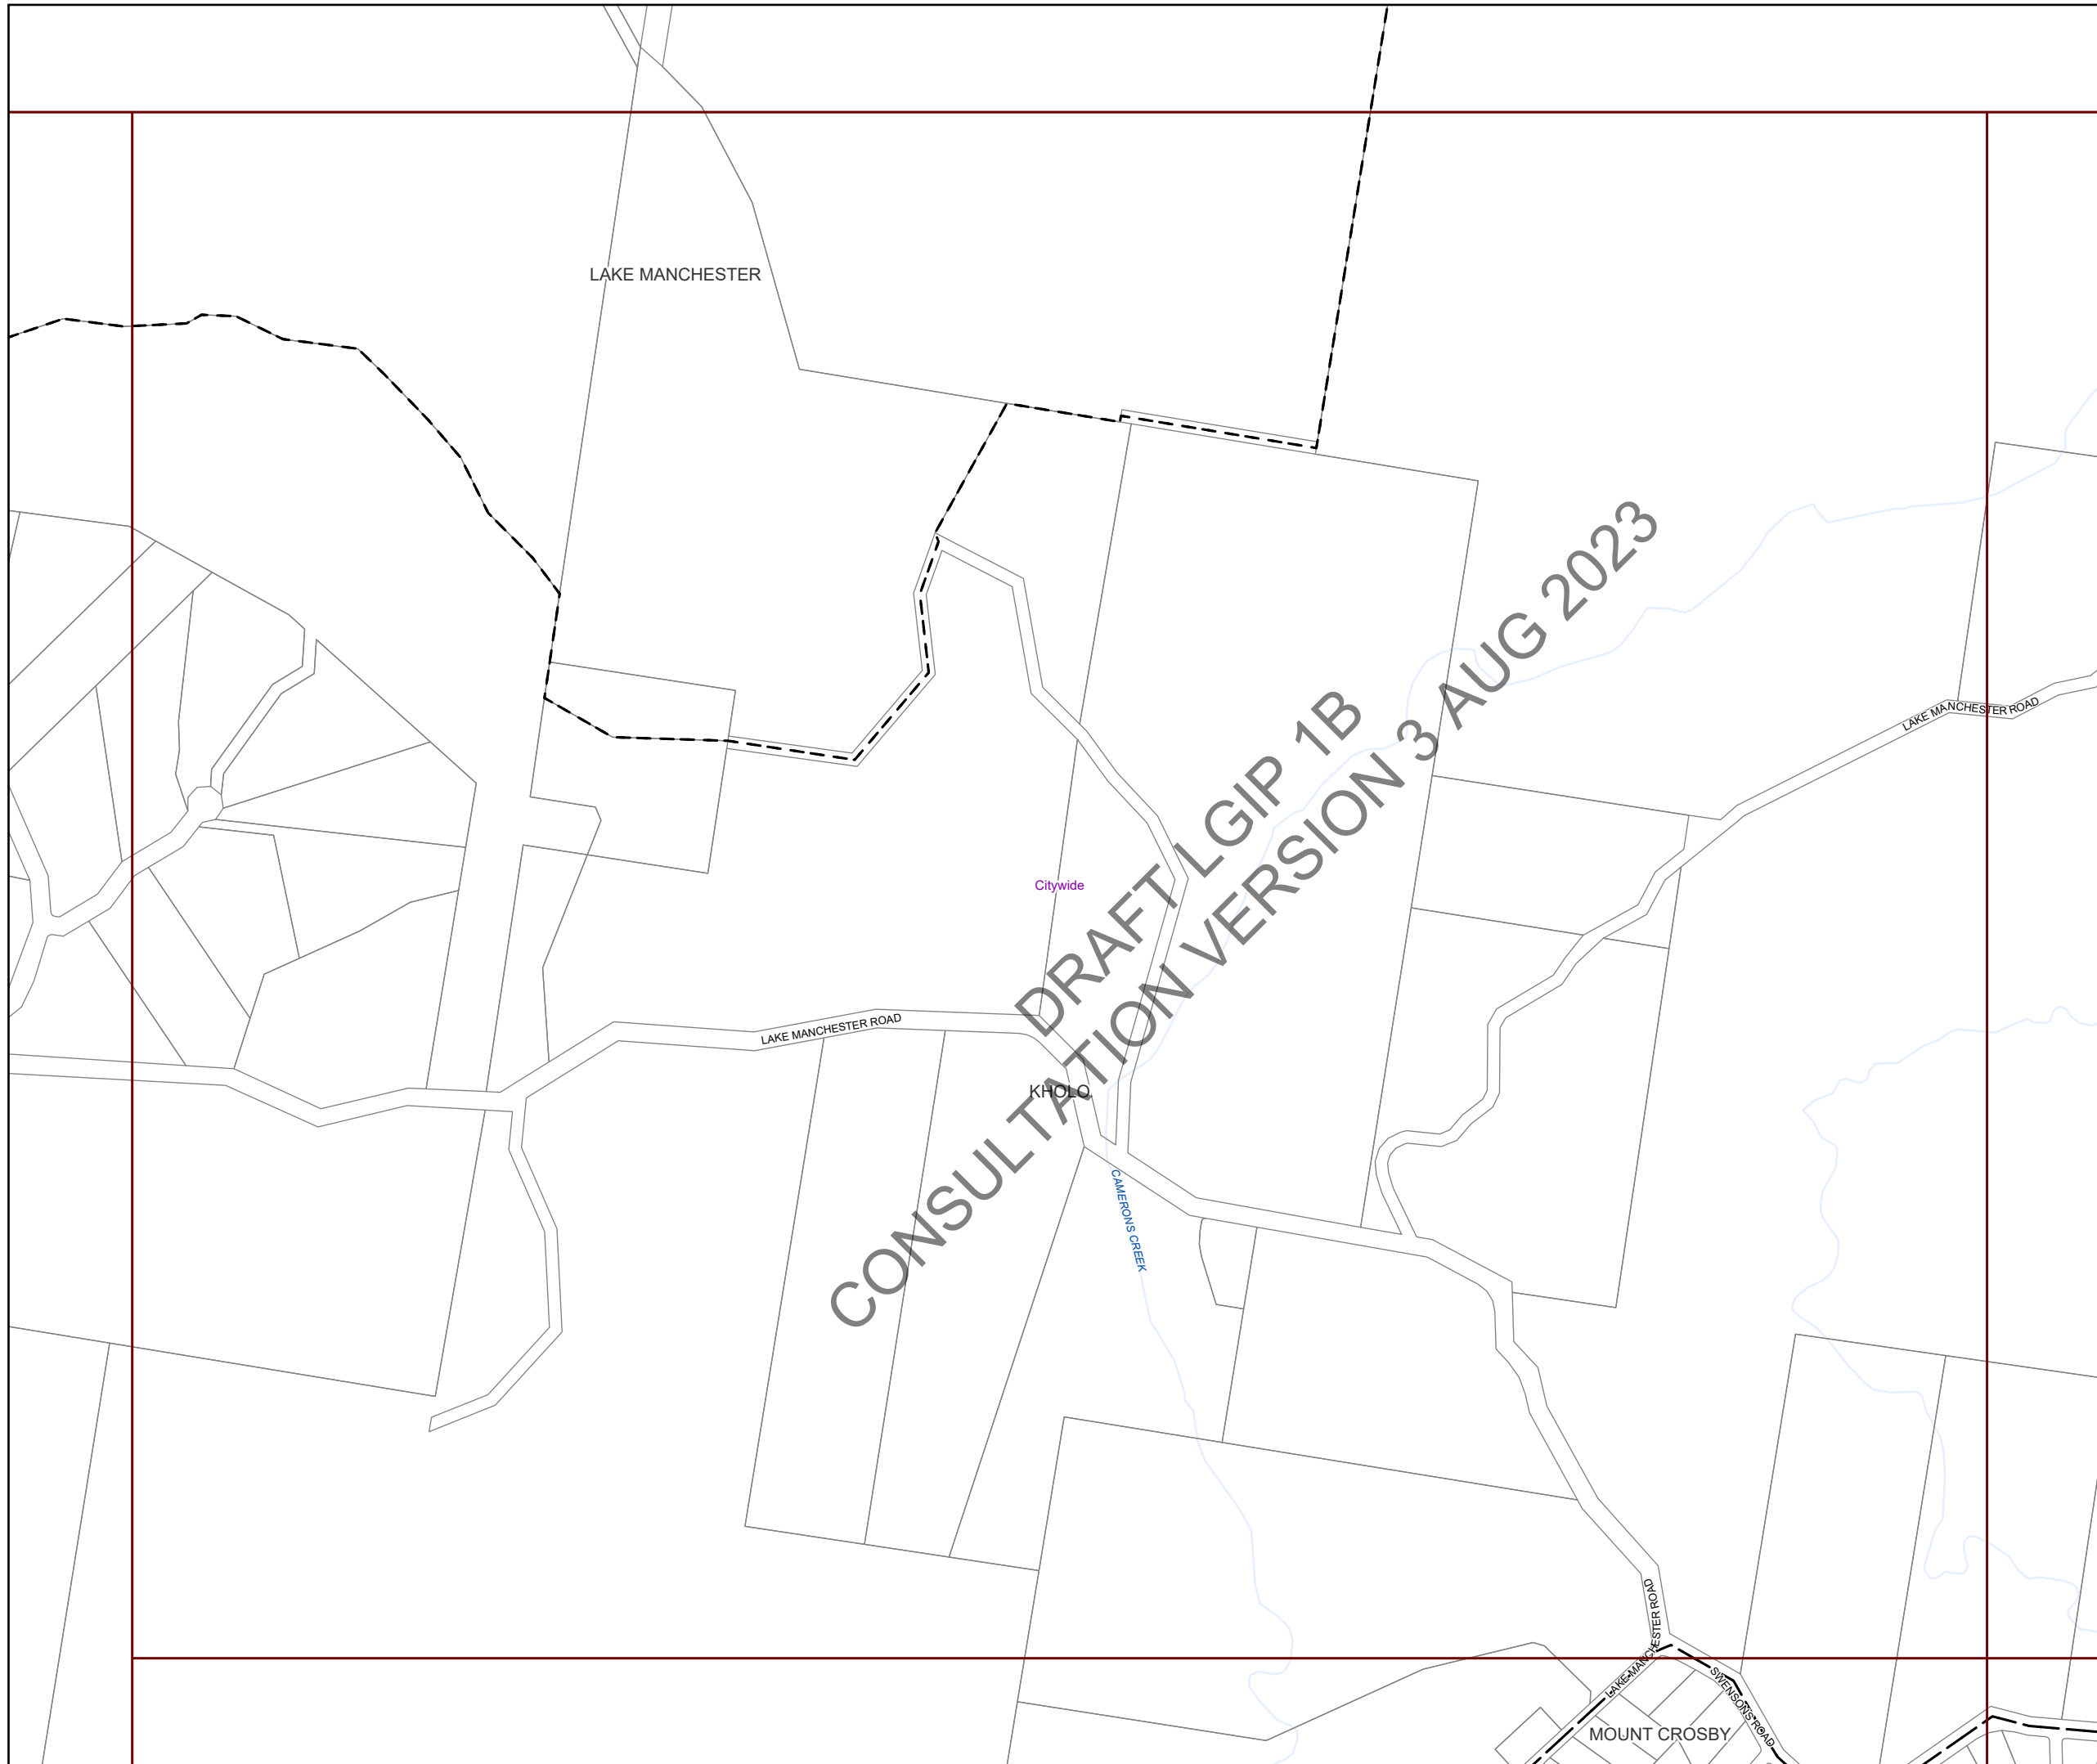 LAKE MANCHESTER
DRAFT LGIP 1B
CONSULTATION VERSION 3 AUG 2023
LAKE MANCHESTER ROAD
Citywide
LAKE MANCHESTER ROAD
KHOLO
CAMERONS CREEK
LAKE MANCHESTER ROAD
SWENSONS ROAD
MOUNT CROSBY